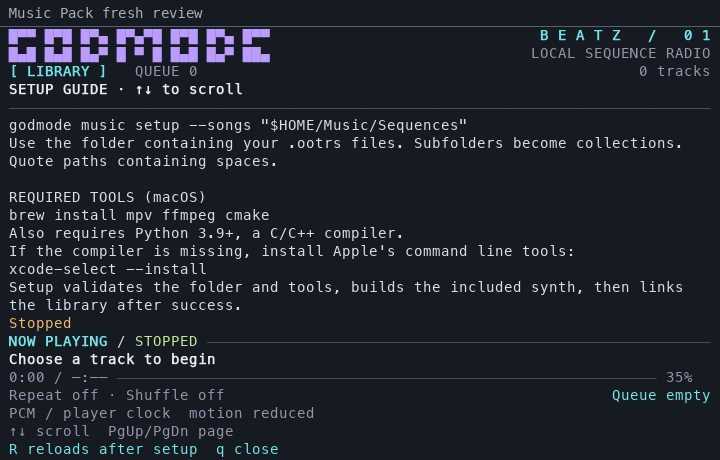 Music Pack fresh review
GODMODE
B E A T Z / 0 1
LOCAL SEQUENCE RADIO
[ LIBRARY ] QUEUE 0
0 tracks
SETUP GUIDE · ↑↓ to scroll
godmode music setup --songs "$HOME/Music/Sequences"
Use the folder containing your .ootrs files. Subfolders become collections.
Quote paths containing spaces.
REQUIRED TOOLS (macOS)
brew install mpv ffmpeg cmake
Also requires Python 3.9+, a C/C++ compiler.
If the compiler is missing, install Apple's command line tools:
xcode-select --install
Setup validates the folder and tools, builds the included synth, then links
the library after success.
Stopped
NOW PLAYING / STOPPED
Choose a track to begin
0:00 / —:—— 35%
Repeat off · Shuffle off
Queue empty
PCM / player clock motion reduced
↑↓ scroll PgUp/PgDn page
R reloads after setup q close